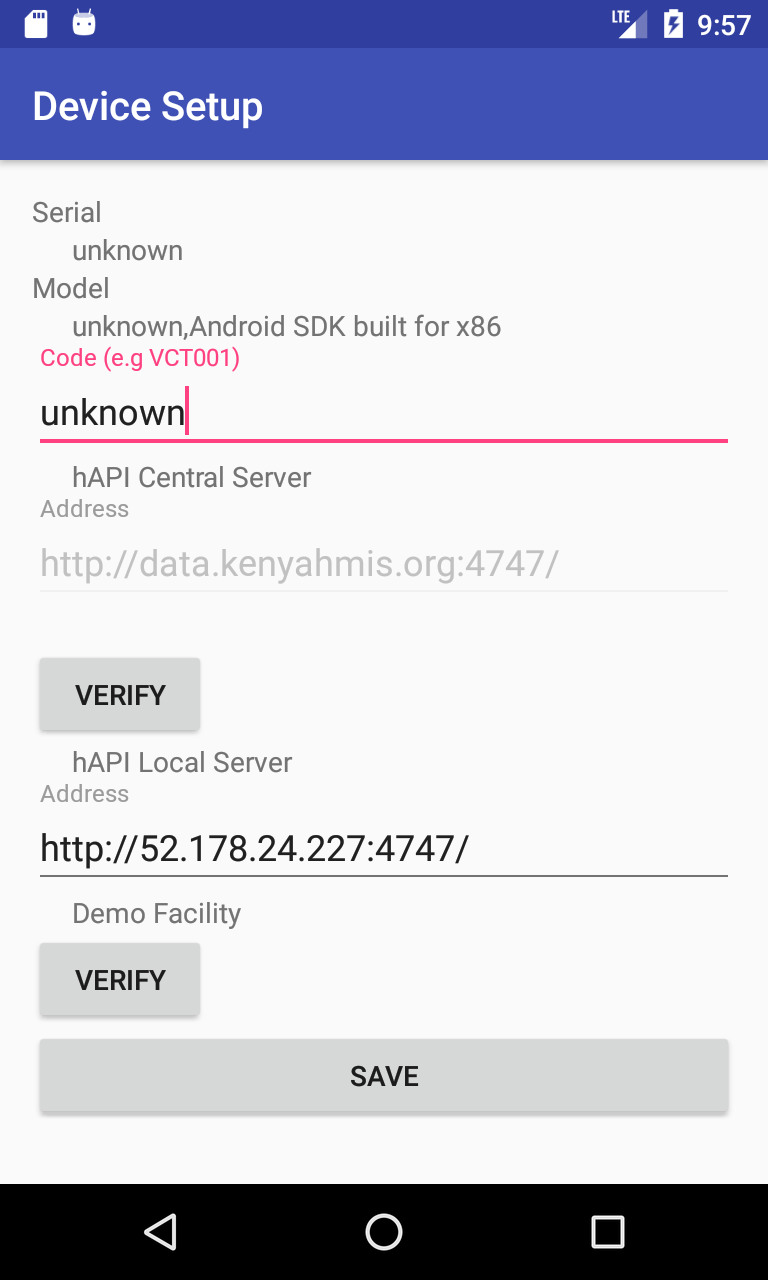 LTE 9:57
Device Setup
Serial
unknown
Model
unknown,Android SDK built for x86
Code (e.g VCT001)
unknown
hAPI Central Server
Address
http://data.kenyahmis.org:4747/
VERIFY
hAPI Local Server
Address
http://52.178.24.227:4747/
Demo Facility
VERIFY
SAVE